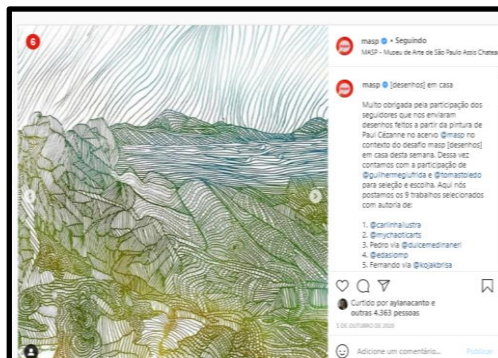 6
masp • Seguindo
MASP - Museu de Arte de São Paulo Assis Chatea
masp [desenhos] em casa
Muito obrigada pela participação dos
seguidores que nos enviaram
desenhos feitos a partir da pintura de
Paul Cézanne no acervo @masp no
contexto do desafio masp [desenhos]
em casa desta semana. Dessa vez
contamos com a participação de
@guilhermegiufrida e @tomastoledo
para seleção e escolha. Aqui nós
postamos os 9 trabalhos selecionados
com autoria de:
1. @carlinhailustra
2. @mychaoticarts
3. Pedro via @dulcemedinaneri
4. @edasiomp
5. Fernando via @kojakbrisa
Curtido por aylanacanto e
outras 4.363 pessoas
5 DE OUTUBRO DE 2020
Adicione um comentário... Publicar